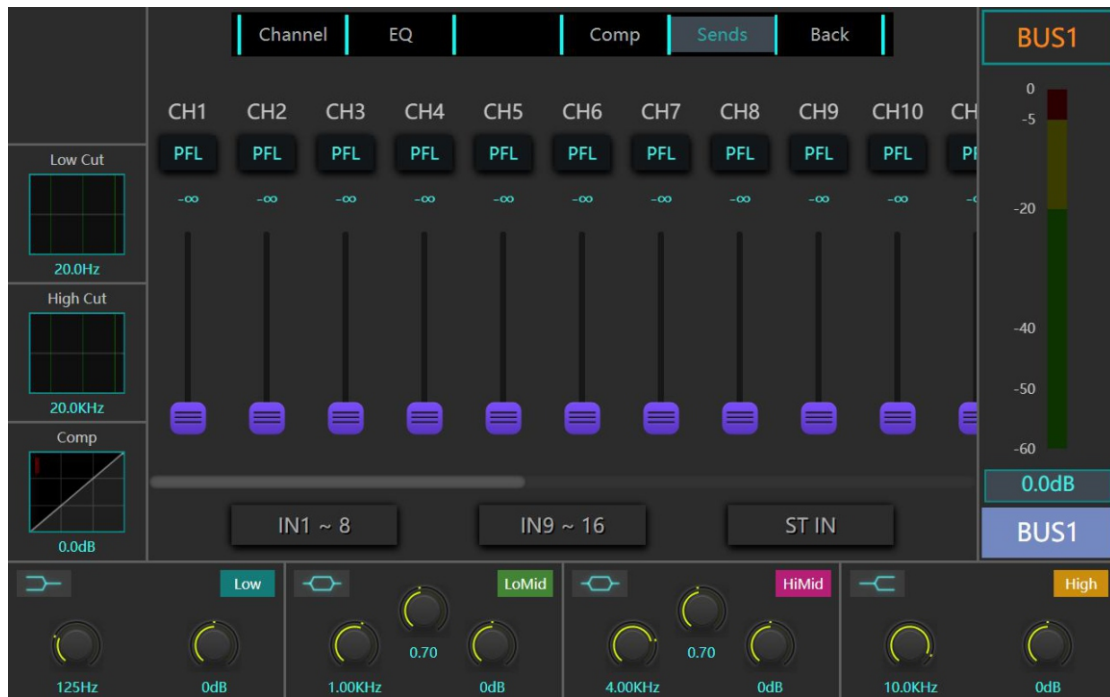 Channel EQ Comp Sends Back
BUS1
CH1 CH2 CH3 CH4 CH5 CH6 CH7 CH8 CH9 CH10 CH
PFL PFL PFL PFL PFL PFL PFL PFL PFL PFL PF
-∞ -∞ -∞ -∞ -∞ -∞ -∞ -∞ -∞ -∞ -∞
Low Cut
20.0Hz
High Cut
20.0KHz
Comp
0.0dB
0
-5
-20
-40
-50
-60
0.0dB
BUS1
IN1 ~ 8 IN9 ~ 16 ST IN
Low LoMid HiMid High
0.70 0.70
125Hz 0dB 1.00KHz 0dB 4.00KHz 0dB 10.0KHz 0dB